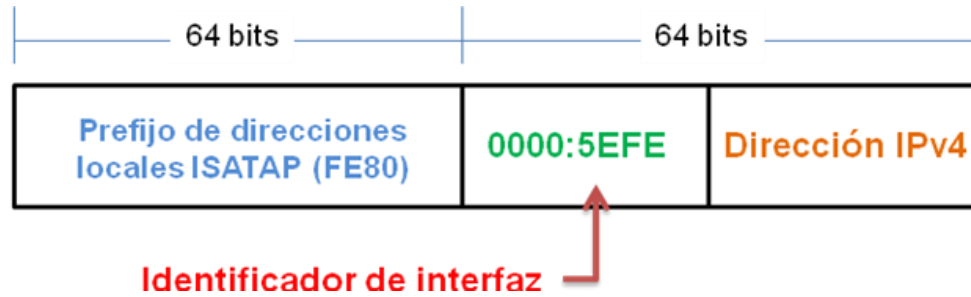 64 bits
64 bits
Prefijo de direcciones
locales ISATAP (FE80)
0000:5EFE
Dirección IPv4
Identificador de interfaz